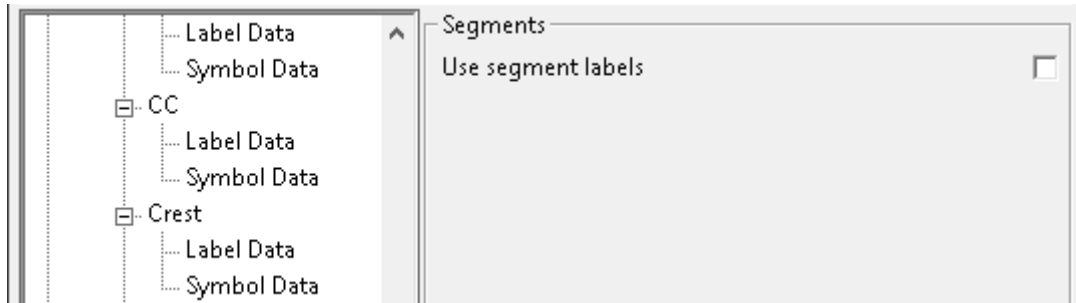 Label Data
Symbol Data
CC
Label Data
Symbol Data
Crest
Label Data
Symbol Data
Segments
Use segment labels